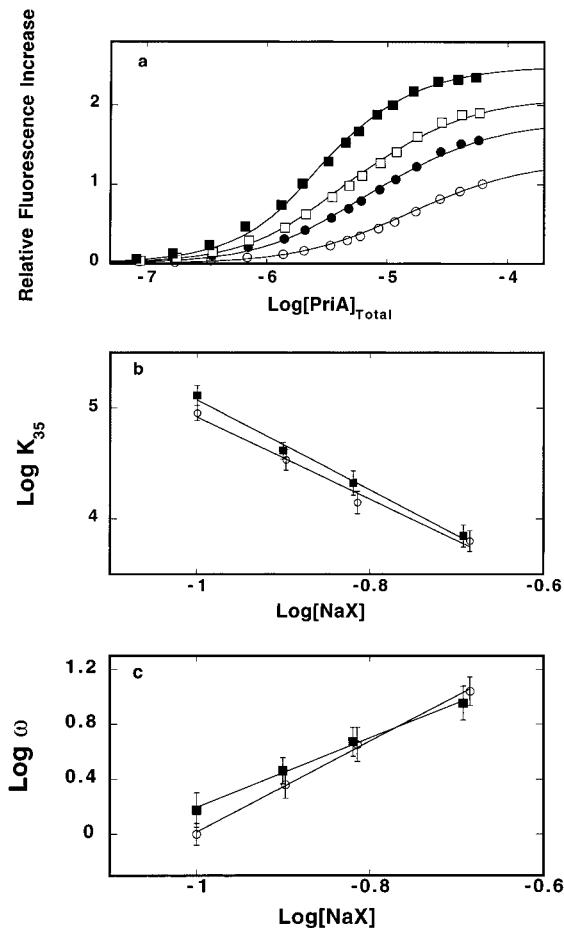 a
Relative Fluorescence Increase
2
1
0
-7 -6 -5 -4
Log[PriA]Total
b
Log K35
5
4
-1 -0.8 -0.6
Log[NaX]
c
Log ω
1.2
0.8
0.4
0
-1 -0.8 -0.6
Log[NaX]